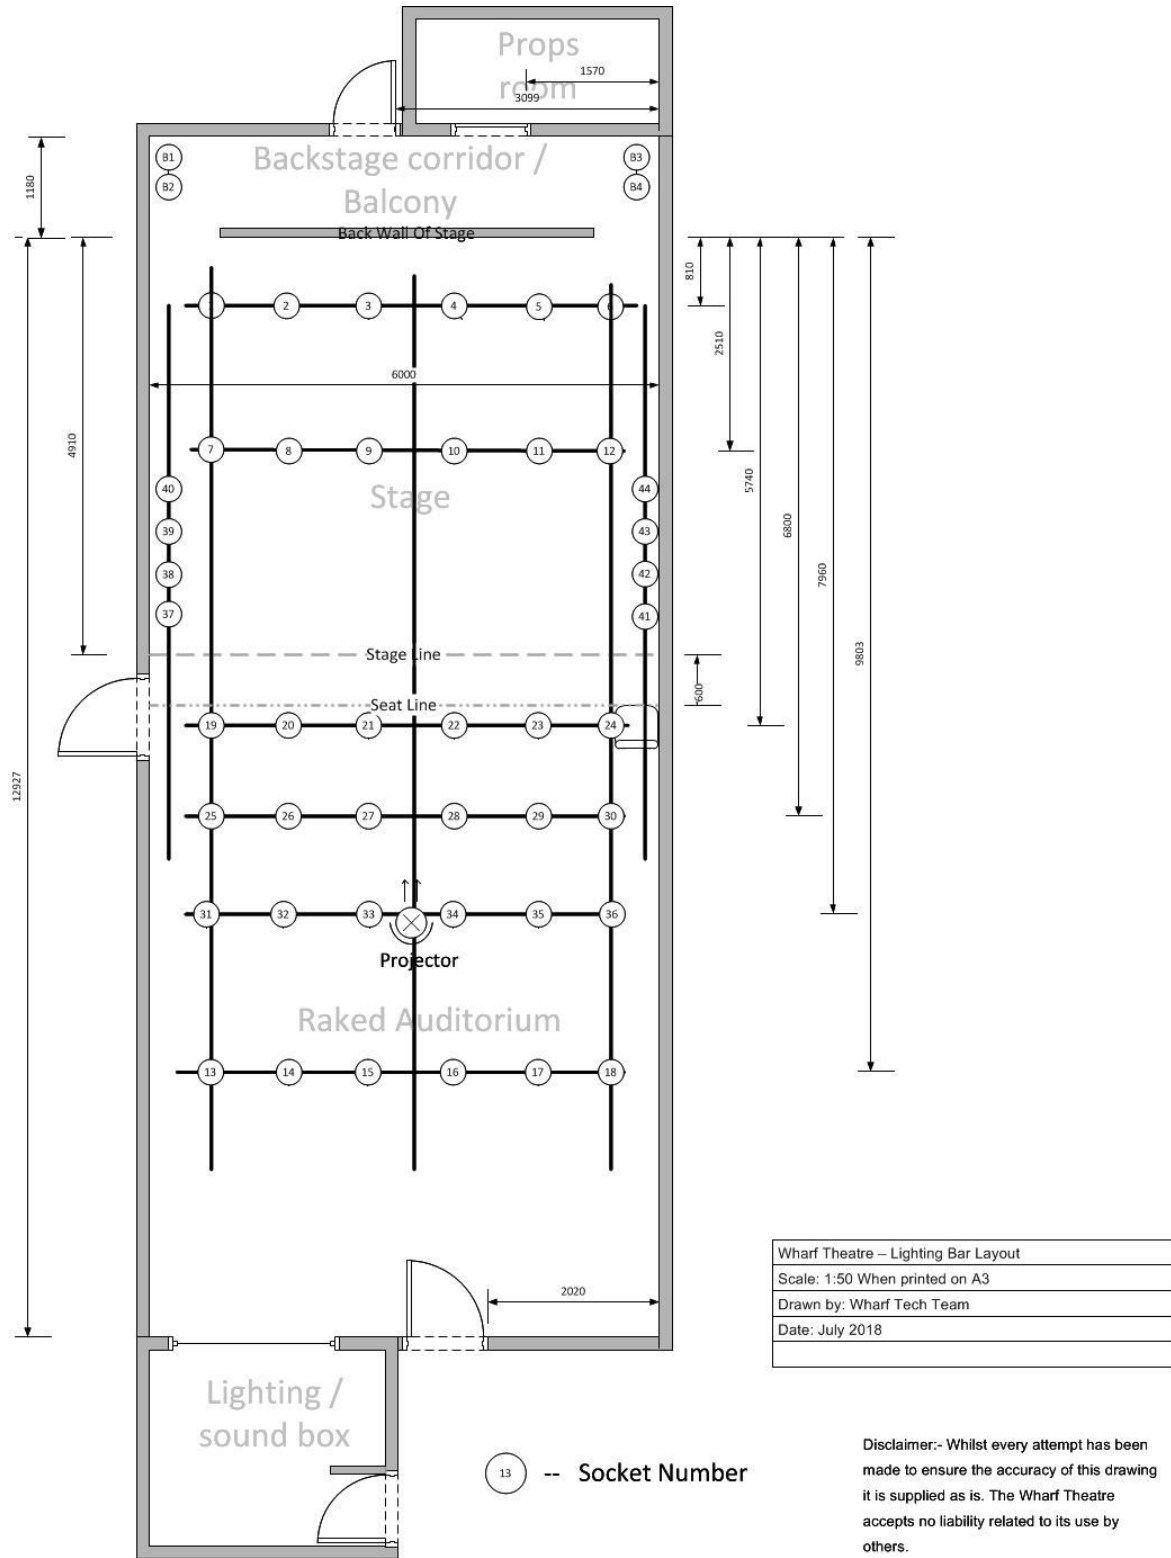 Props
room
1570
3099
B1
B2
B3
B4
Backstage corridor /
Balcony
Back Wall Of Stage
1180
12927
4910
810
2510
5740
6800
7960
9803
1
2
3
4
5
6
6000
7
8
9
10
11
12
Stage
40
39
38
37
44
43
42
41
Stage Line
600
Seat Line
19
20
21
22
23
24
25
26
27
28
29
30
31
32
33
34
35
36
Projector
Raked Auditorium
13
14
15
16
17
18
2020
Lighting /
sound box
13 -- Socket Number
Wharf Theatre – Lighting Bar Layout
Scale: 1:50 When printed on A3
Drawn by: Wharf Tech Team
Date: July 2018
Disclaimer:- Whilst every attempt has been
made to ensure the accuracy of this drawing
it is supplied as is. The Wharf Theatre
accepts no liability related to its use by
others.